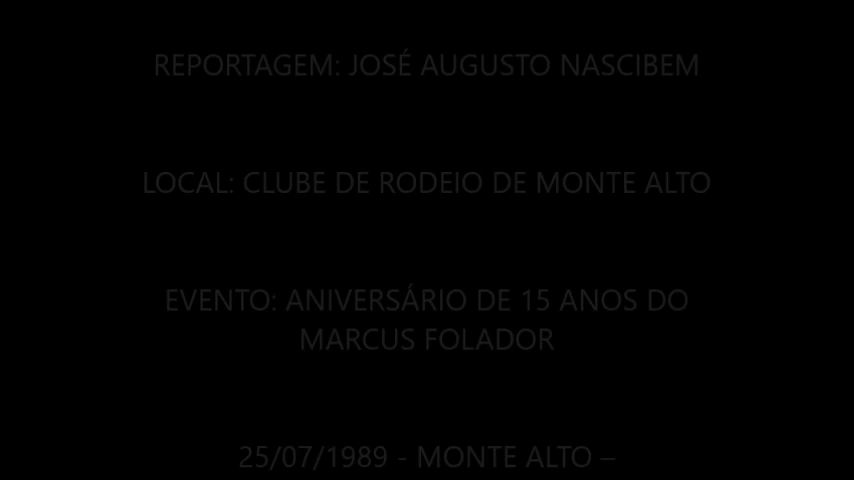 REPORTAGEM: JOSÉ AUGUSTO NASCIBEM
LOCAL: CLUBE DE RODEIO DE MONTE ALTO
EVENTO: ANIVERSÁRIO DE 15 ANOS DO
MARCUS FOLADOR
25/07/1989 - MONTE ALTO –